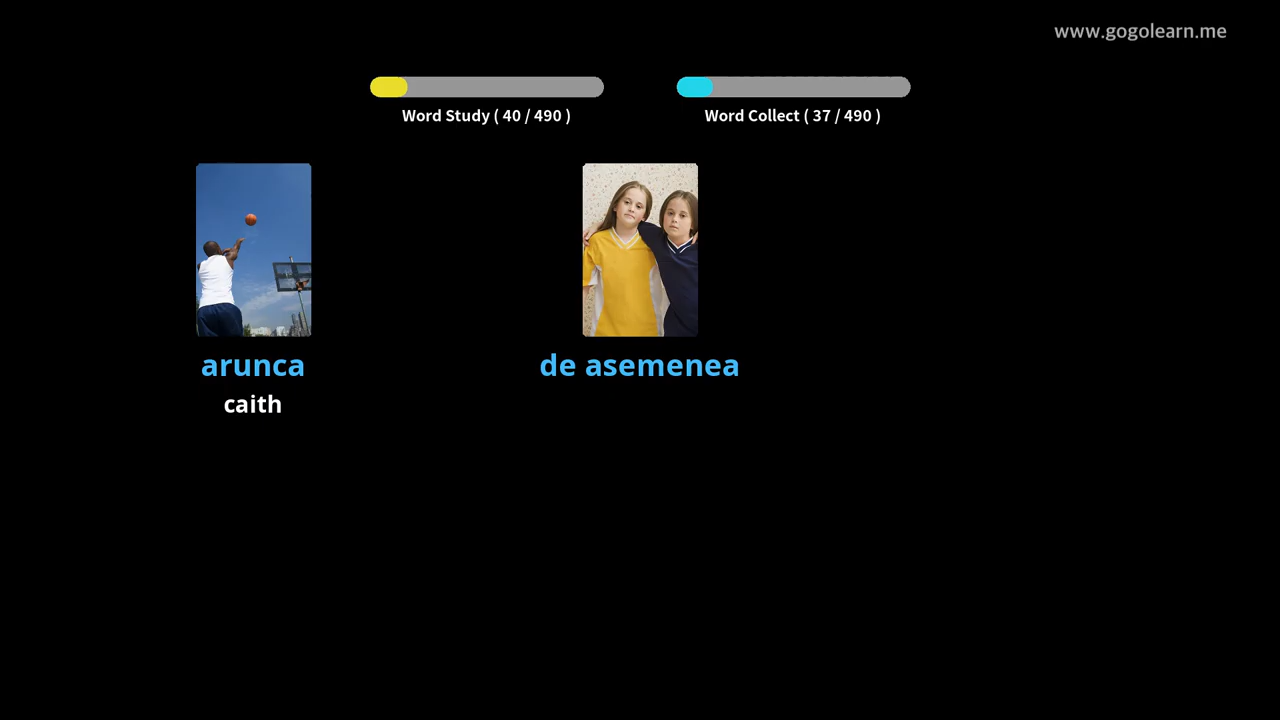 www.gogolearn.me
Word Study ( 40 / 490 )
Word Collect ( 37 / 490 )
arunca
de asemenea
caith